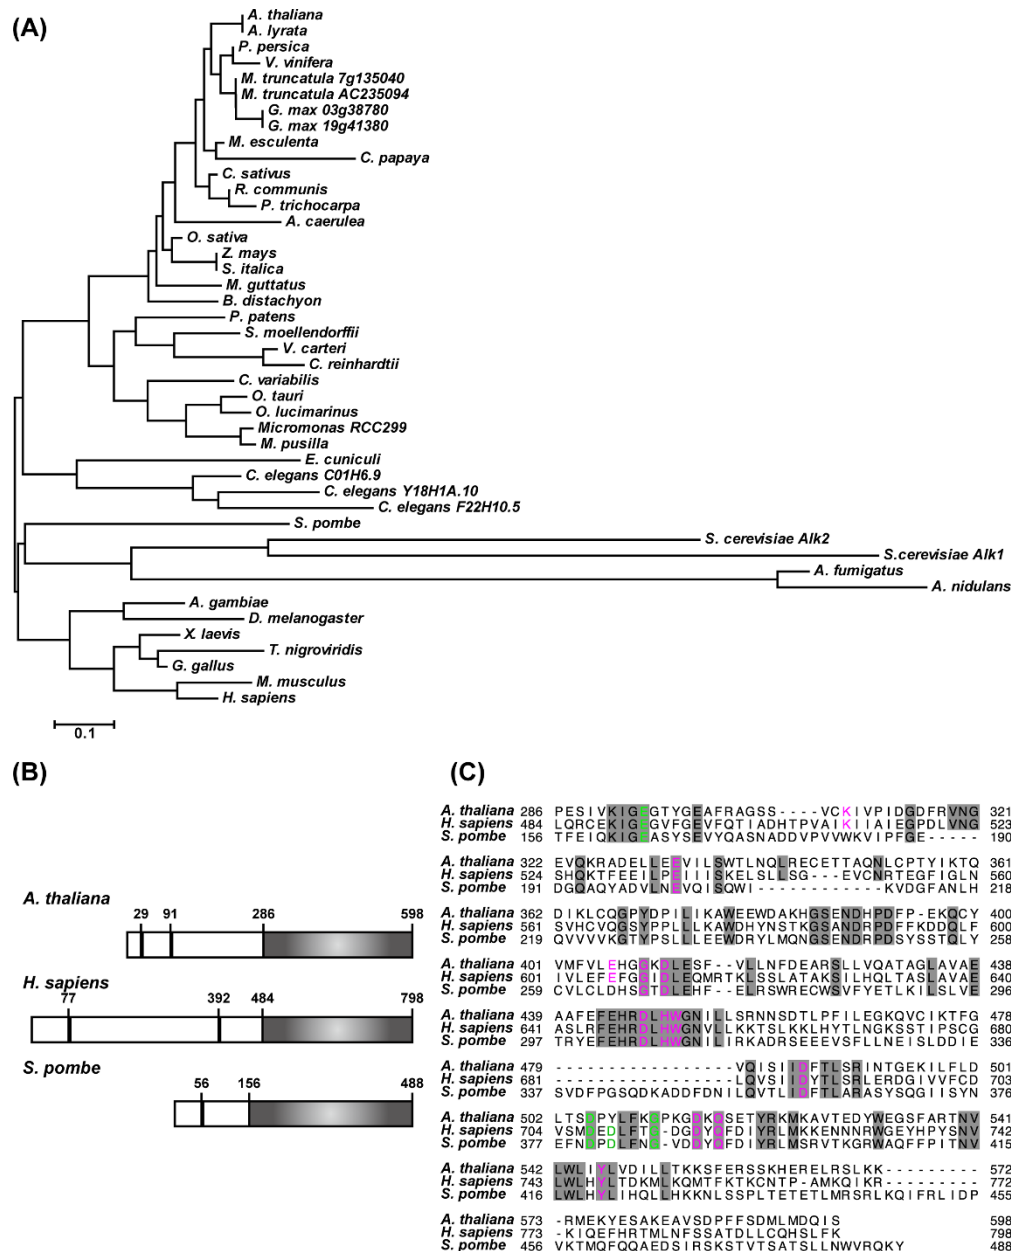 (A)
A. thaliana
A. lyrata
P. persica
V. vinifera
M. truncatula 7g135040
M. truncatula AC235094
G. max 03g38780
G. max 19g41380
M. esculenta
C. papaya
C. sativus
R. communis
P. trichocarpa
A. caerulea
O. sativa
Z. mays
S. italica
M. guttatus
B. distachyon
P. patens
S. moellendorffii
V. carteri
C. reinhardtii
C. variabilis
O. tauri
O. lucimarinus
Micromonas RCC299
M. pusilla
E. cuniculi
C. elegans C01H6.9
C. elegans Y18H1A.10
C. elegans F22H10.5
S. pombe
S. cerevisiae Alk2
S.cerevisiae Alk1
A. fumigatus
A. nidulans
A. gambiae
D. melanogaster
X. laevis
T. nigroviridis
G. gallus
M. musculus
H. sapiens
0.1
(B)
A. thaliana
29 91 286 598
H. sapiens
77 392 484 798
S. pombe
56 156 488
(C)
A. thaliana 286 PESIVKIGEGTYGEAFRAGSS----VCKIVPIDGDFRVNG 321
H. sapiens 484 LQRCEKIGEGVFGEVFQTIADHTPVAIKIIAIEGPDLVNG 523
S. pombe 156 TFEIQKIGEASYSEVYQASNADDVPVVWKVIPFGE----- 190
A. thaliana 322 EVQKRADELLEEVILSWTLNQLRECETTAQNLCPTYIKTQ 361
H. sapiens 524 SHQKTFEEILPEIIISKELSLLSG---EVCNRTEGFIGLN 560
S. pombe 191 DGQAQYADVLNEVQISQWI------------KVDGFANLH 218
A. thaliana 362 DIKLCQGPYDPILIKAWEEWDAKHGSENDHPDFP-EKQCY 400
H. sapiens 561 SVHCVQGSYPPLLLKAWDHYNSTKGSANDRPDFFKDDQLF 600
S. pombe 219 QVVVVKGTYPSLLLEEWDRYLMQNGSENDRPDSYSSTQLY 258
A. thaliana 401 VMFVLEHGGKDLESF--VLLNFDEARSLLVQATAGLAVAE 438
H. sapiens 601 IVLEFEFGGIDLEQMRTKLSSLATAKSILHQLTASLAVAE 640
S. pombe 259 CVLCLDHSGTDLEHF--ELRSWRECWSVFYETLKILSLVE 296
A. thaliana 439 AAFEFEHRDLHWGNILLSRNNSDTLPFILEGKQVCIKTFG 478
H. sapiens 641 ASLRFEHRDLHWGNVLLKKTSLKKLHYTLNGKSSTIPSCG 680
S. pombe 297 TRYEFEHRDLHWGNILIRKADRSEEEVSFLLNEISLDDIE 336
A. thaliana 479 -----------------VQISIIDFTLSRINTGEKILFLD 501
H. sapiens 681 -----------------LQVSIIDYTLSRLERDGIVVFCD 703
S. pombe 337 SVDFPGSQDKADDFDNILQVTLIDFTLARASYSQGIISYN 376
A. thaliana 502 LTSDPYLFKGPKGDKQSETYRKMKAVTEDYWEGSFARTNV 541
H. sapiens 704 VSMDEDLFTG-DGDYQFDIYRLMKKENNNRWGEYHPYSNV 742
S. pombe 377 EFNDPDLFNG-VDDYQFDIYRLMSRVTKGRWAQFFPITNV 415
A. thaliana 542 LWLIYLVDILLTKKSFERSSKHERELRSLKK--------- 572
H. sapiens 743 LWLHYLTDKMLKQMTFKTKCNTP-AMKQIKR--------- 772
S. pombe 416 LWLHYLIHQLLHKKNLSSPLTETETLMRSRLKQIFRLIDP 455
A. thaliana 573 -RMEKYESAKEAVSDPFFSDMLMDQIS 598
H. sapiens 773 -KIQEFHRTMLNFSSATDLLCQHSLFK 798
S. pombe 456 VKTMQFQQAEDSIRSKSTVTSATSLLNWVRQKY 488